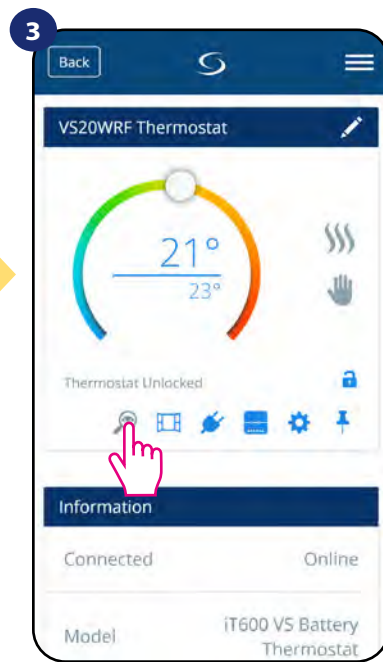 3
Back
VS20WRF Thermostat
21°
23°
Thermostat Unlocked
Information
Connected Online
Model iT600 VS Battery
Thermostat